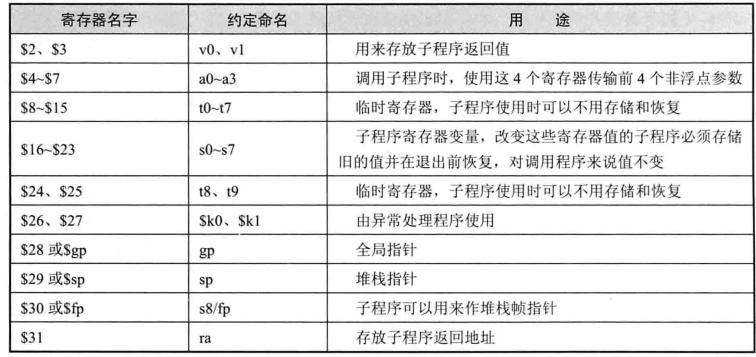 寄存器名字 约定命名 用 途
$2、$3 v0、v1 用来存放子程序返回值
$4~$7 a0~a3 调用子程序时，使用这 4 个寄存器传输前 4 个非浮点参数
$8~$15 t0~t7 临时寄存器，子程序使用时可以不用存储和恢复
$16~$23 s0~s7 子程序寄存器变量，改变这些寄存器值的子程序必须存储
旧的值并在退出前恢复，对调用程序来说值不变
$24、$25 t8、t9 临时寄存器，子程序使用时可以不用存储和恢复
$26、$27 $k0、$k1 由异常处理程序使用
$28 或$gp gp 全局指针
$29 或$sp sp 堆栈指针
$30 或$fp s8/fp 子程序可以用来作堆栈帧指针
$31 ra 存放子程序返回地址